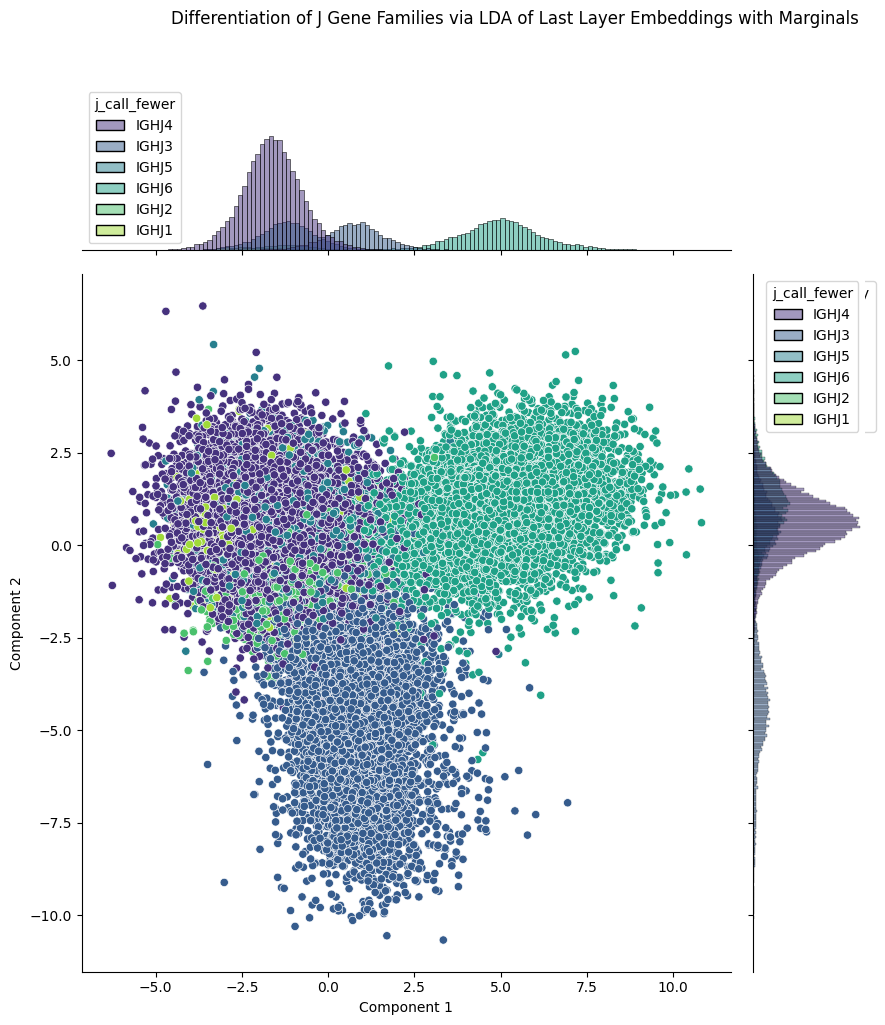 Differentiation of J Gene Families via LDA of Last Layer Embeddings with Marginals
j_call_fewer
IGHJ4
IGHJ3
IGHJ5
IGHJ6
IGHJ2
IGHJ1
j_call_fewer
IGHJ4
IGHJ3
IGHJ5
IGHJ6
IGHJ2
IGHJ1
5.0
2.5
0.0
−2.5
−5.0
−7.5
−10.0
Component 2
−5.0 −2.5 0.0 2.5 5.0 7.5 10.0
Component 1